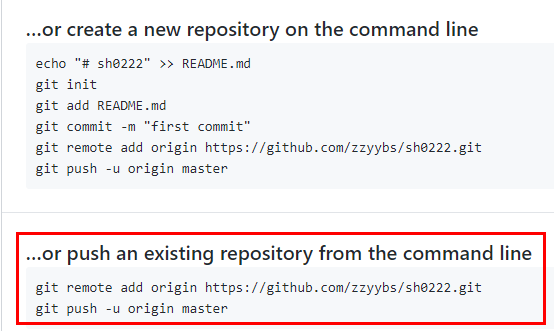 ...or create a new repository on the command line
echo "# sh0222" >> README.md
git init
git add README.md
git commit -m "first commit"
git remote add origin https://github.com/zzyybs/sh0222.git
git push -u origin master
...or push an existing repository from the command line
git remote add origin https://github.com/zzyybs/sh0222.git
git push -u origin master